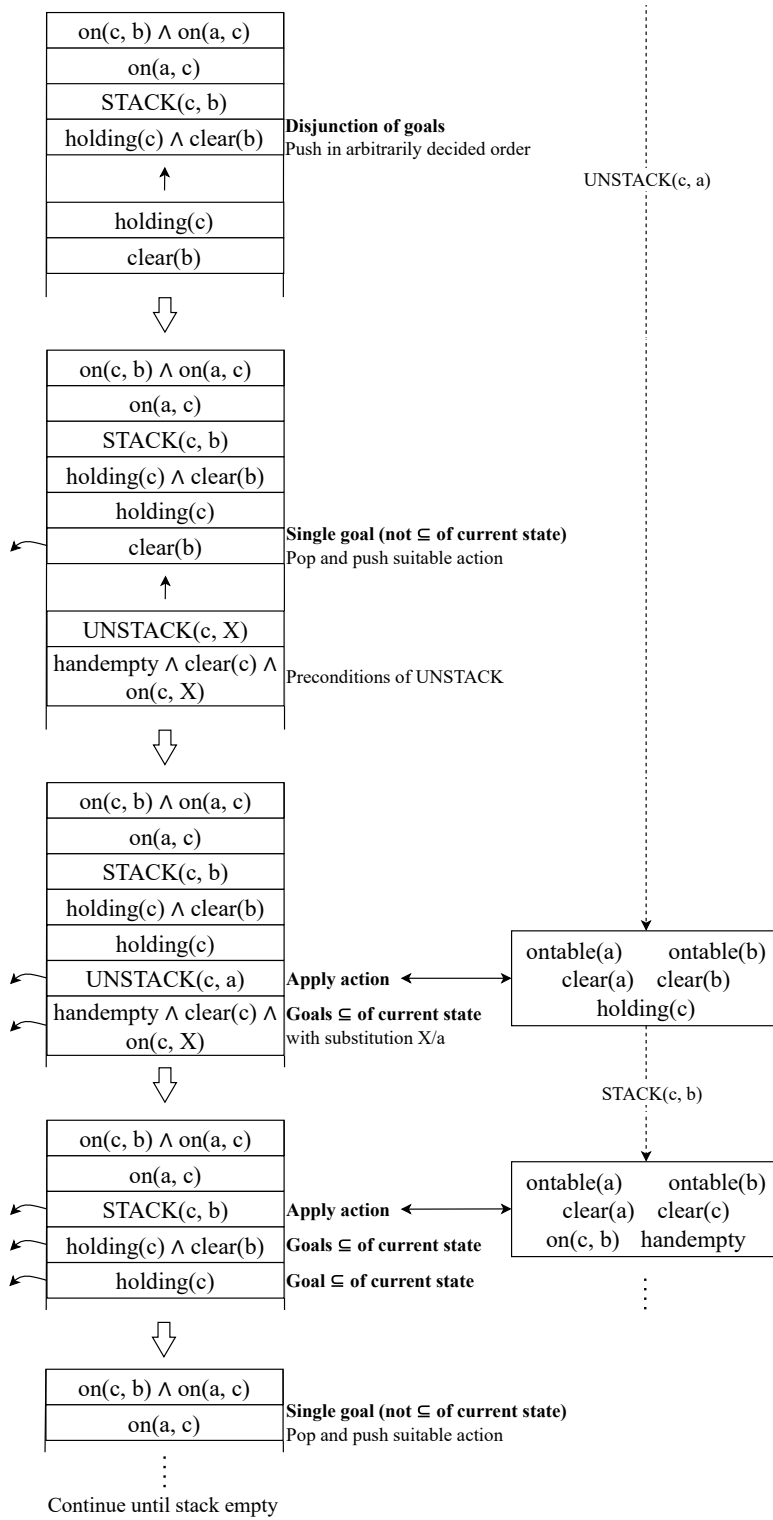 on(c, b) ∧ on(a, c)
on(a, c)
STACK(c, b)
holding(c) ∧ clear(b)
Disjunction of goals
Push in arbitrarily decided order
holding(c)
clear(b)
UNSTACK(c, a)
on(c, b) ∧ on(a, c)
on(a, c)
STACK(c, b)
holding(c) ∧ clear(b)
holding(c)
clear(b)
Single goal (not ⊆ of current state)
Pop and push suitable action
UNSTACK(c, X)
handempty ∧ clear(c) ∧
on(c, X)
Preconditions of UNSTACK
on(c, b) ∧ on(a, c)
on(a, c)
STACK(c, b)
holding(c) ∧ clear(b)
holding(c)
UNSTACK(c, a)
Apply action
handempty ∧ clear(c) ∧
on(c, X)
Goals ⊆ of current state
with substitution X/a
ontable(a) ontable(b)
clear(a) clear(b)
holding(c)
STACK(c, b)
on(c, b) ∧ on(a, c)
on(a, c)
STACK(c, b)
Apply action
holding(c) ∧ clear(b)
Goals ⊆ of current state
holding(c)
Goal ⊆ of current state
ontable(a) ontable(b)
clear(a) clear(c)
on(c, b) handempty
on(c, b) ∧ on(a, c)
on(a, c)
Single goal (not ⊆ of current state)
Pop and push suitable action
Continue until stack empty